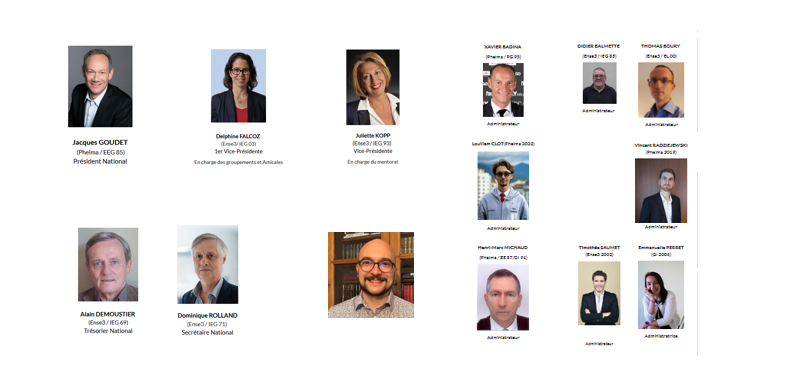 Jacques GOUDET
(Phelma / EEG 85)
Président National
Delphine FALCOZ
(Ense3/ IEG 03)
1er Vice-Présidente
En charge des groupements et Amicales
Juliette KOPP
(Ense3 / IEG 93)
Vice-Présidente
En charge du mentorat
XAVIER BADINA
(Phelma / PG 93)
Administrateur
DIDIER BALMETTE
(Ense3 / IEG 85)
Administrateur
THOMAS BOURY
(Ense3 / EL 00)
Administrateur
Louiliam CLOT(Phelma 2022)
Administrateur
Vincent RADZIEJEWSKI
(Phelma 2019)
Administrateur
Alain DEMOUSTIER
(Ense3 / IEG 69)
Trésorier National
Dominique ROLLAND
(Ense3 / IEG 71)
Secrétaire National
Henri-Marc MICHAUD
(Phelma / EE 87/GI 91)
Administrateur
Timothée SAUMET
(Ense3 2002)
Administrateur
Emmanuelle PERRET
(GI 2006)
Administratrice